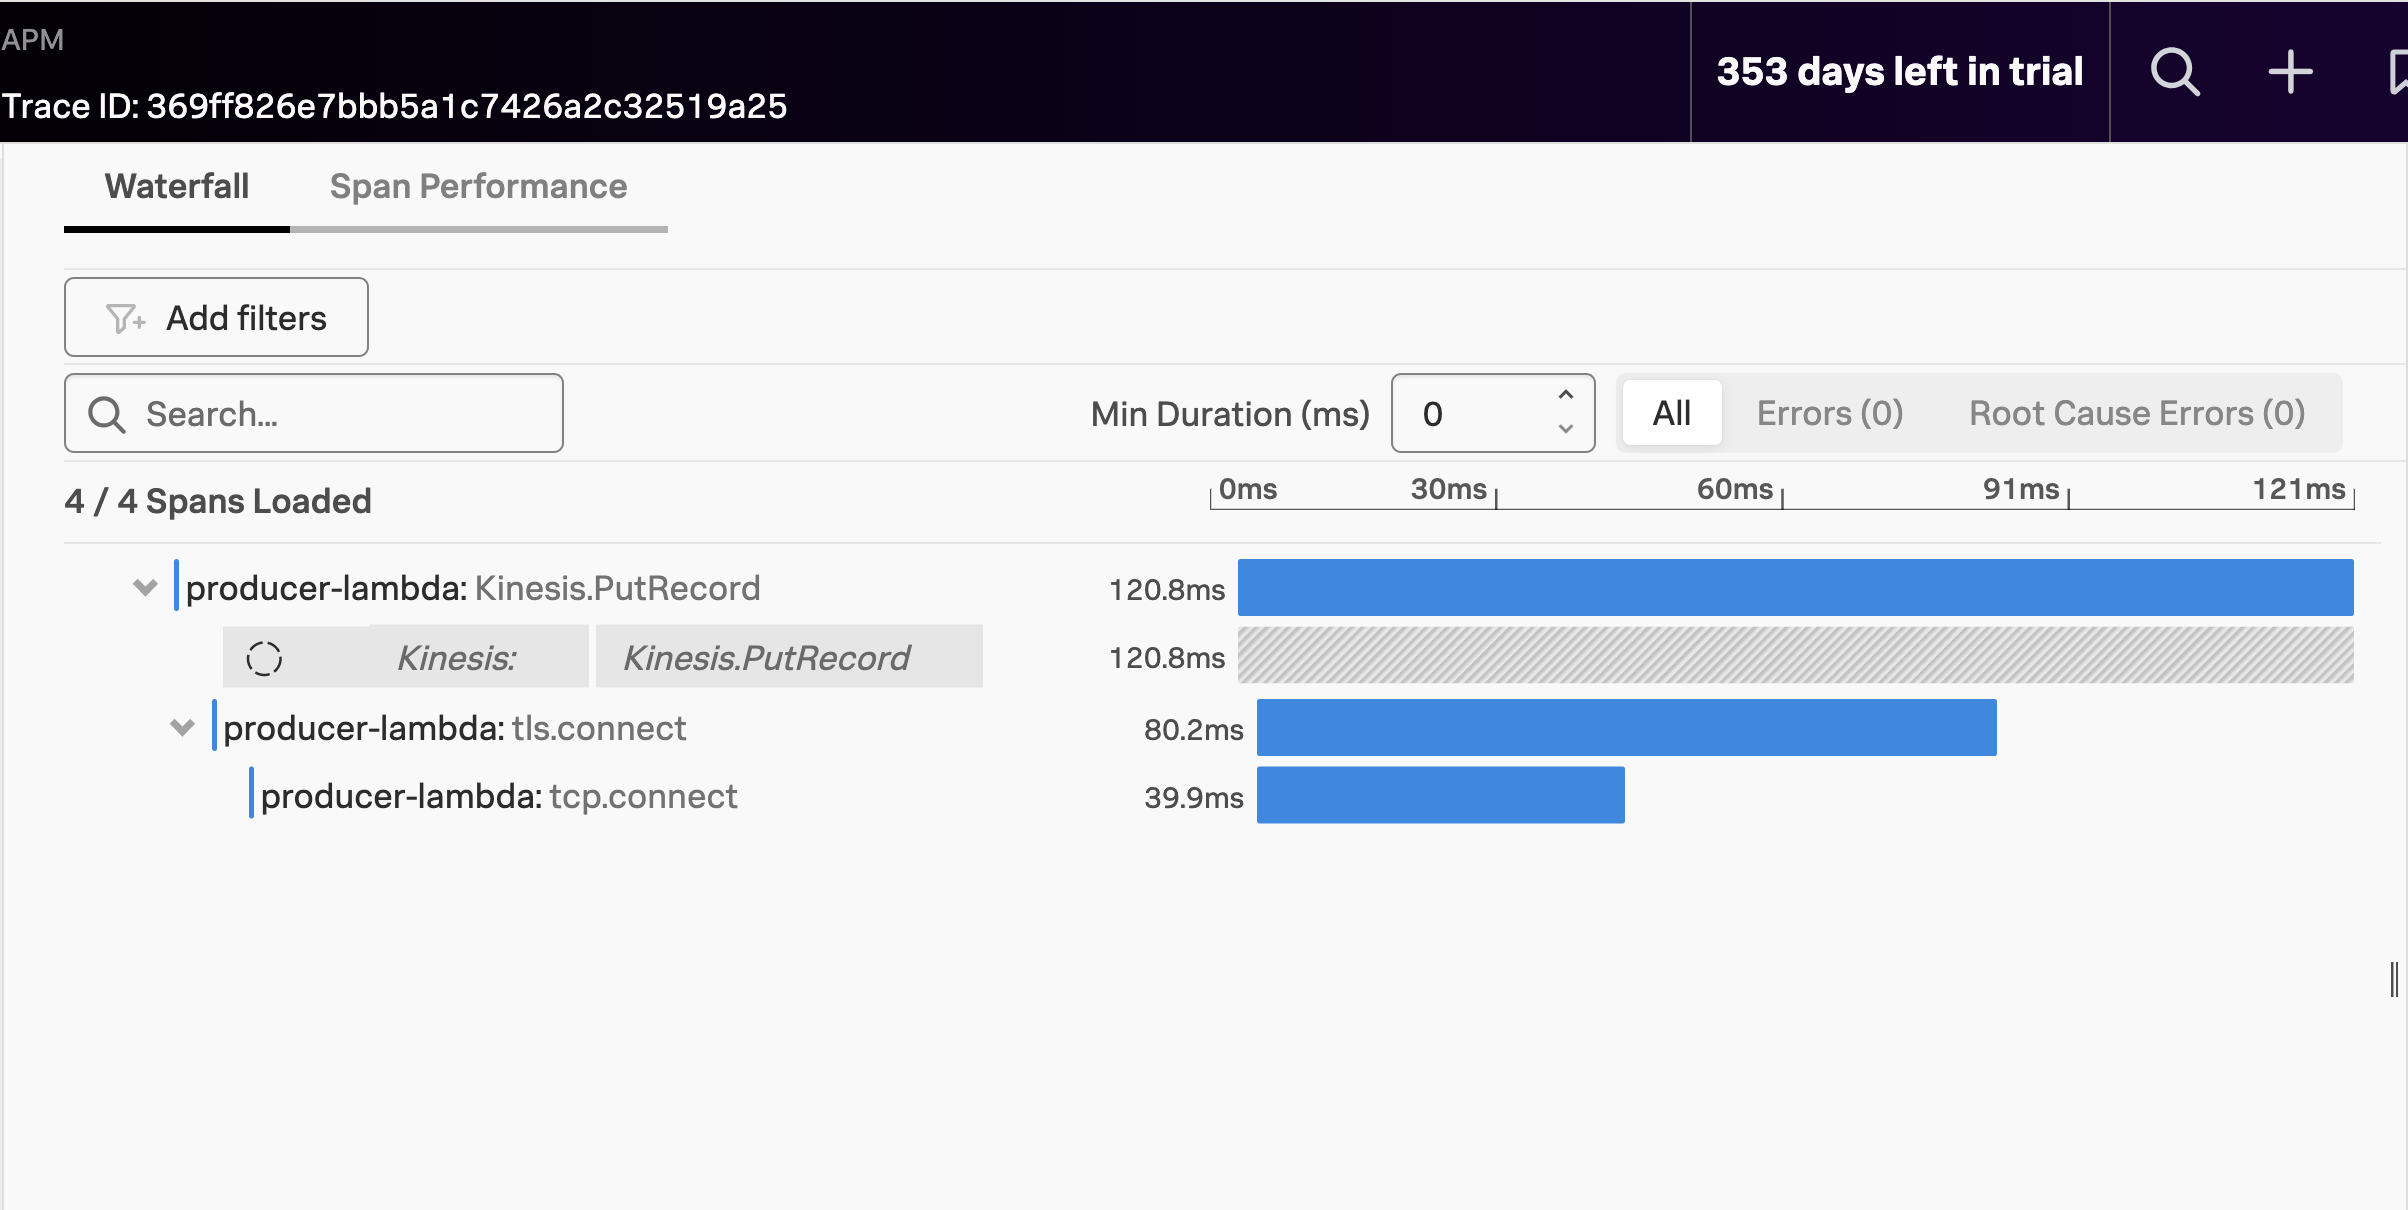 APM
Trace ID: 369ff826e7bbb5a1c7426a2c32519a25
353 days left in trial
Waterfall Span Performance
Add filters
Search...
Min Duration (ms) 0 All Errors (0) Root Cause Errors (0)
4 / 4 Spans Loaded
0ms 30ms 60ms 91ms 121ms
producer-lambda: Kinesis.PutRecord 120.8ms
Kinesis: Kinesis.PutRecord 120.8ms
producer-lambda: tls.connect 80.2ms
producer-lambda: tcp.connect 39.9ms